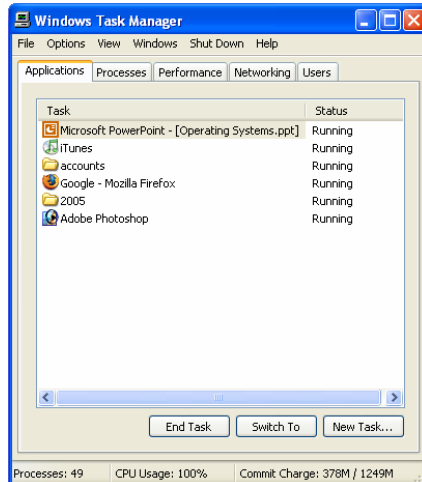 Windows Task Manager
File Options View Windows Shut Down Help
Applications Processes Performance Networking Users
Task Status
Microsoft PowerPoint - [Operating Systems.ppt] Running
iTunes Running
accounts Running
Google - Mozilla Firefox Running
2005 Running
Adobe Photoshop Running
End Task Switch To New Task...
Processes: 49 CPU Usage: 100% Commit Charge: 378M / 1249M